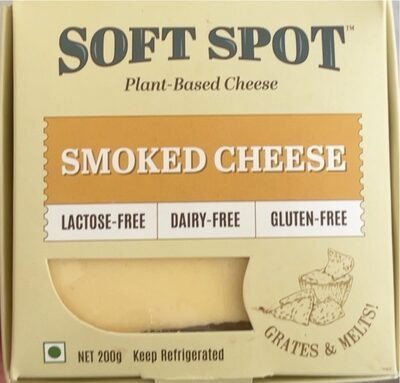 SOFT SPOT™
Plant-Based Cheese
SMOKED CHEESE
LACTOSE-FREE
DAIRY-FREE
GLUTEN-FREE
GRATES & MELTS!
NET 200g Keep Refrigerated